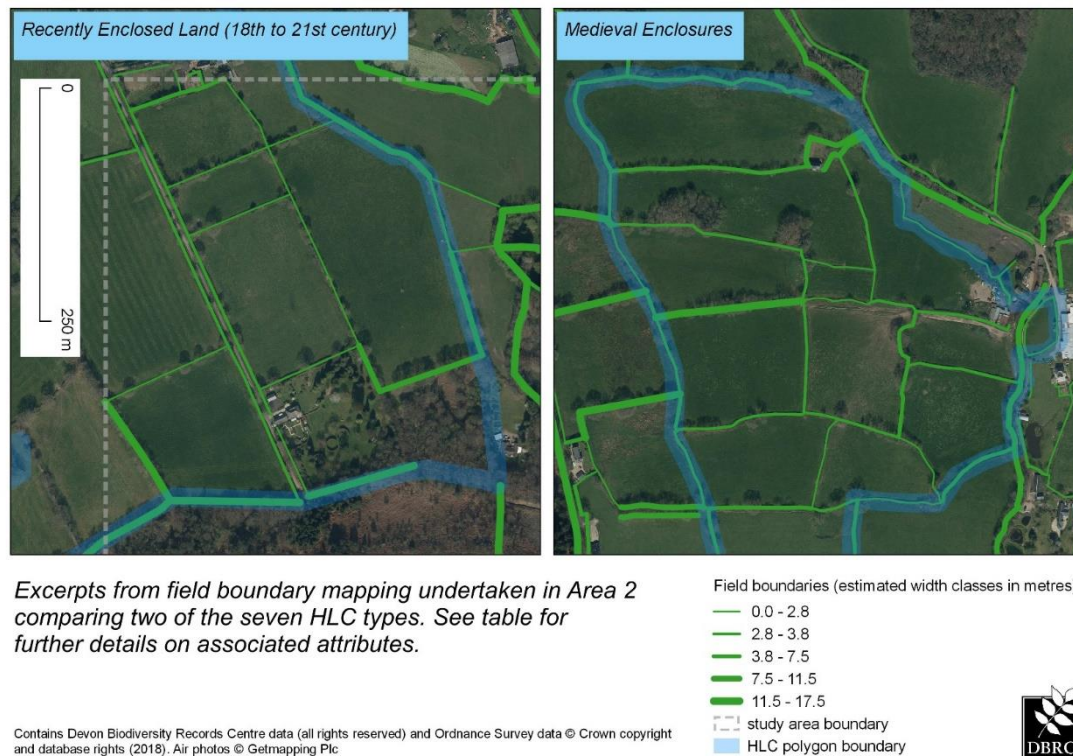 Recently Enclosed Land (18th to 21st century)
Medieval Enclosures
0
250 m
Excerpts from field boundary mapping undertaken in Area 2
comparing two of the seven HLC types. See table for
further details on associated attributes.
Field boundaries (estimated width classes in metres)
0.0 - 2.8
2.8 - 3.8
3.8 - 7.5
7.5 - 11.5
11.5 - 17.5
study area boundary
HLC polygon boundary
Contains Devon Biodiversity Records Centre data (all rights reserved) and Ordnance Survey data © Crown copyright
and database rights (2018). Air photos © Getmapping Plc
DBRC